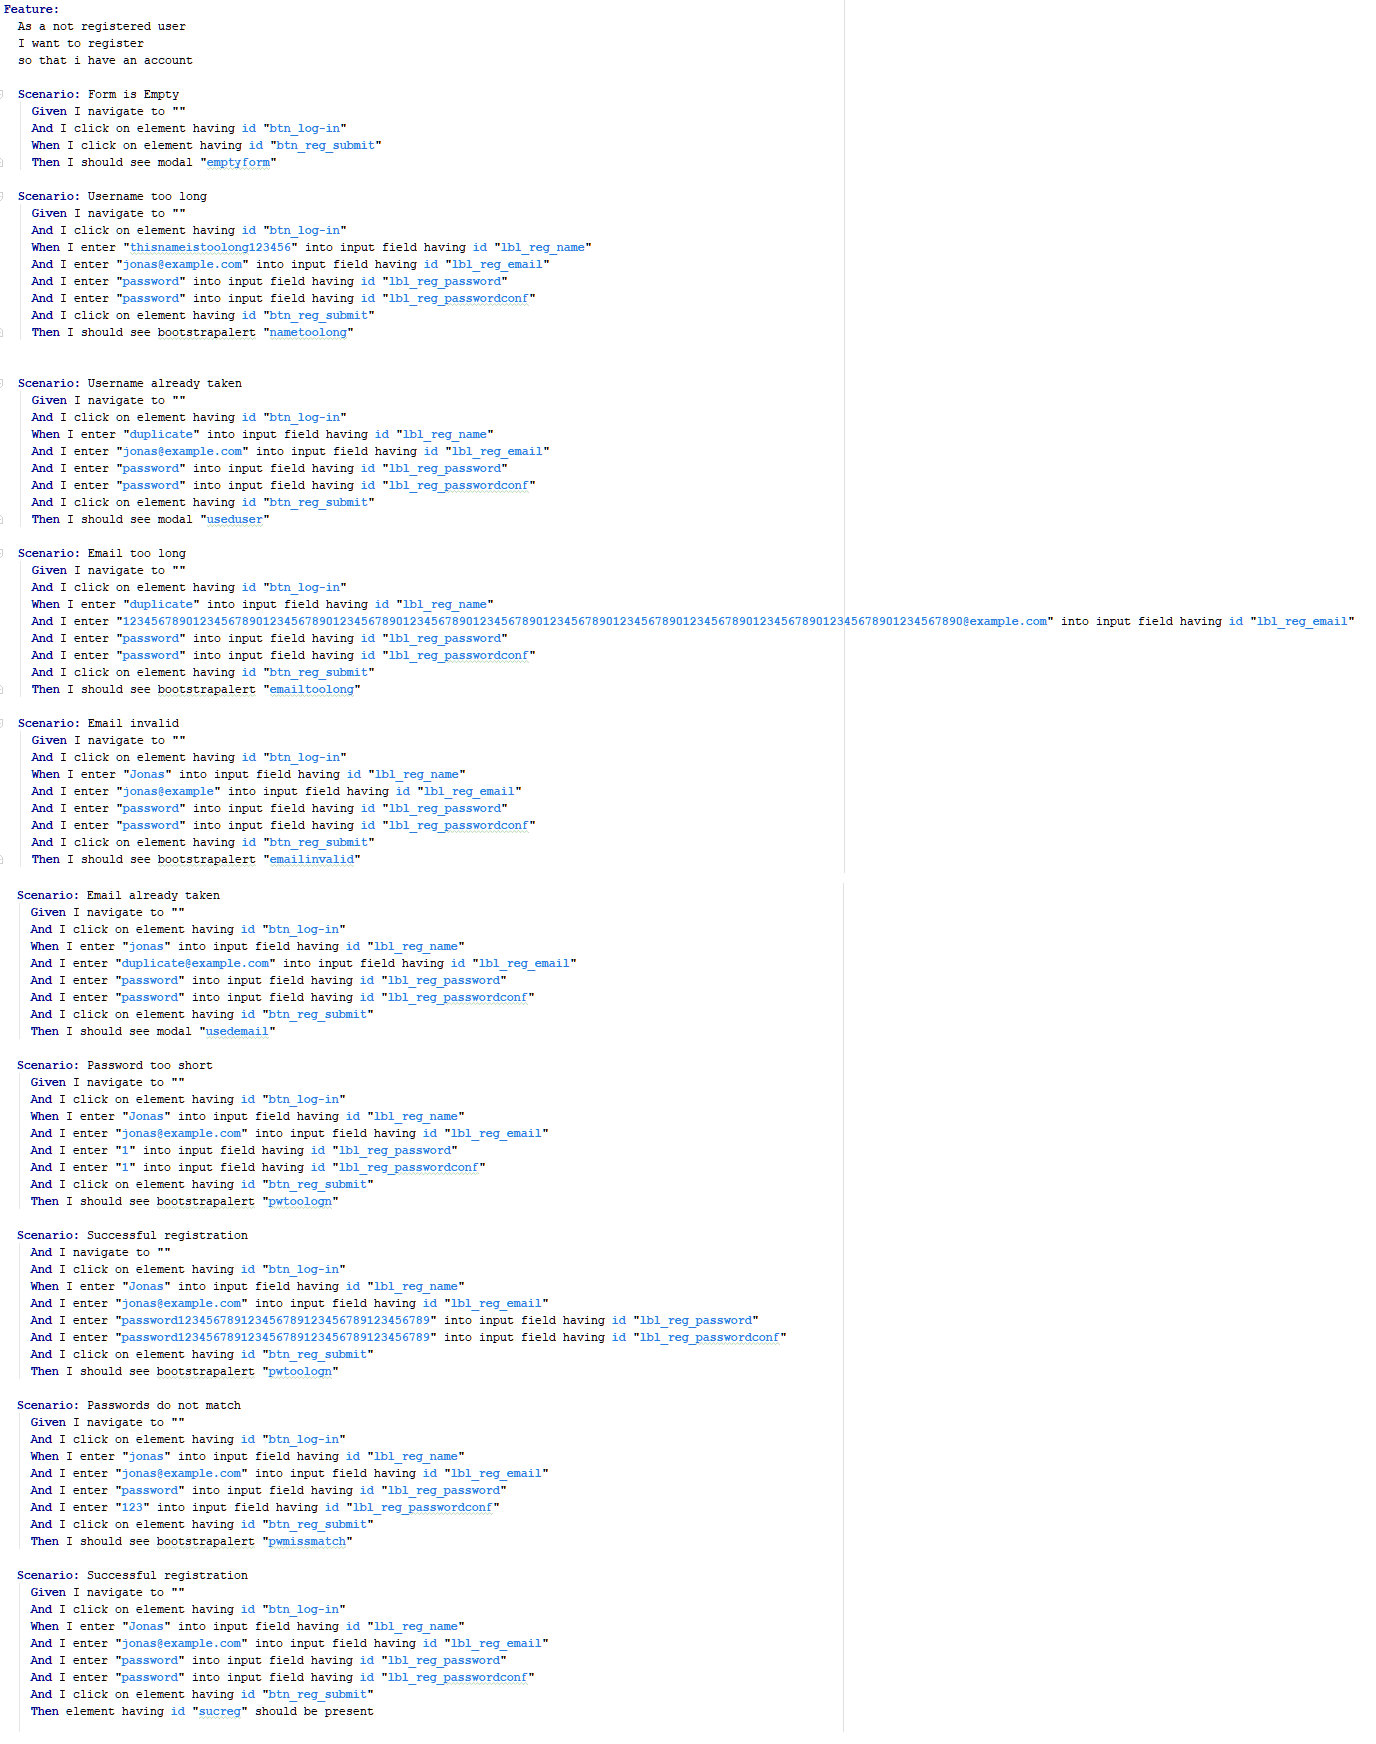 Feature:
As a not registered user
I want to register
so that i have an account
Scenario: Form is Empty
Given I navigate to ""
And I click on element having id "btn_log-in"
When I click on element having id "btn_reg_submit"
Then I should see modal "emptyform"
Scenario: Username too long
Given I navigate to ""
And I click on element having id "btn_log-in"
When I enter "thisnameistoolong123456" into input field having id "lbl_reg_name"
And I enter "jonas@example.com" into input field having id "lbl_reg_email"
And I enter "password" into input field having id "lbl_reg_password"
And I enter "password" into input field having id "lbl_reg_passwordconf"
And I click on element having id "btn_reg_submit"
Then I should see bootstrapalert "nametoolong"
Scenario: Username already taken
Given I navigate to ""
And I click on element having id "btn_log-in"
When I enter "duplicate" into input field having id "lbl_reg_name"
And I enter "jonas@example.com" into input field having id "lbl_reg_email"
And I enter "password" into input field having id "lbl_reg_password"
And I enter "password" into input field having id "lbl_reg_passwordconf"
And I click on element having id "btn_reg_submit"
Then I should see modal "useduser"
Scenario: Email too long
Given I navigate to ""
And I click on element having id "btn_log-in"
When I enter "duplicate" into input field having id "lbl_reg_name"
And I enter "123456789012345678901234567890123456789012345678901234567890123456789012345678901234567890123456789012345678901234567890@example.com" into input field having id "lbl_reg_email"
And I enter "password" into input field having id "lbl_reg_password"
And I enter "password" into input field having id "lbl_reg_passwordconf"
And I click on element having id "btn_reg_submit"
Then I should see bootstrapalert "emailtoolong"
Scenario: Email invalid
Given I navigate to ""
And I click on element having id "btn_log-in"
When I enter "Jonas" into input field having id "lbl_reg_name"
And I enter "jonas@example" into input field having id "lbl_reg_email"
And I enter "password" into input field having id "lbl_reg_password"
And I enter "password" into input field having id "lbl_reg_passwordconf"
And I click on element having id "btn_reg_submit"
Then I should see bootstrapalert "emailinvalid"
Scenario: Email already taken
Given I navigate to ""
And I click on element having id "btn_log-in"
When I enter "jonas" into input field having id "lbl_reg_name"
And I enter "duplicate@example.com" into input field having id "lbl_reg_email"
And I enter "password" into input field having id "lbl_reg_password"
And I enter "password" into input field having id "lbl_reg_passwordconf"
And I click on element having id "btn_reg_submit"
Then I should see modal "usedemail"
Scenario: Password too short
Given I navigate to ""
And I click on element having id "btn_log-in"
When I enter "Jonas" into input field having id "lbl_reg_name"
And I enter "jonas@example.com" into input field having id "lbl_reg_email"
And I enter "1" into input field having id "lbl_reg_password"
And I enter "1" into input field having id "lbl_reg_passwordconf"
And I click on element having id "btn_reg_submit"
Then I should see bootstrapalert "pwtoologn"
Scenario: Successful registration
And I navigate to ""
And I click on element having id "btn_log-in"
When I enter "Jonas" into input field having id "lbl_reg_name"
And I enter "jonas@example.com" into input field having id "lbl_reg_email"
And I enter "password123456789123456789123456789123456789" into input field having id "lbl_reg_password"
And I enter "password123456789123456789123456789123456789" into input field having id "lbl_reg_passwordconf"
And I click on element having id "btn_reg_submit"
Then I should see bootstrapalert "pwtoologn"
Scenario: Passwords do not match
Given I navigate to ""
And I click on element having id "btn_log-in"
When I enter "jonas" into input field having id "lbl_reg_name"
And I enter "jonas@example.com" into input field having id "lbl_reg_email"
And I enter "password" into input field having id "lbl_reg_password"
And I enter "123" into input field having id "lbl_reg_passwordconf"
And I click on element having id "btn_reg_submit"
Then I should see bootstrapalert "pwmissmatch"
Scenario: Successful registration
Given I navigate to ""
And I click on element having id "btn_log-in"
When I enter "Jonas" into input field having id "lbl_reg_name"
And I enter "jonas@example.com" into input field having id "lbl_reg_email"
And I enter "password" into input field having id "lbl_reg_password"
And I enter "password" into input field having id "lbl_reg_passwordconf"
And I click on element having id "btn_reg_submit"
Then element having id "sucreg" should be present